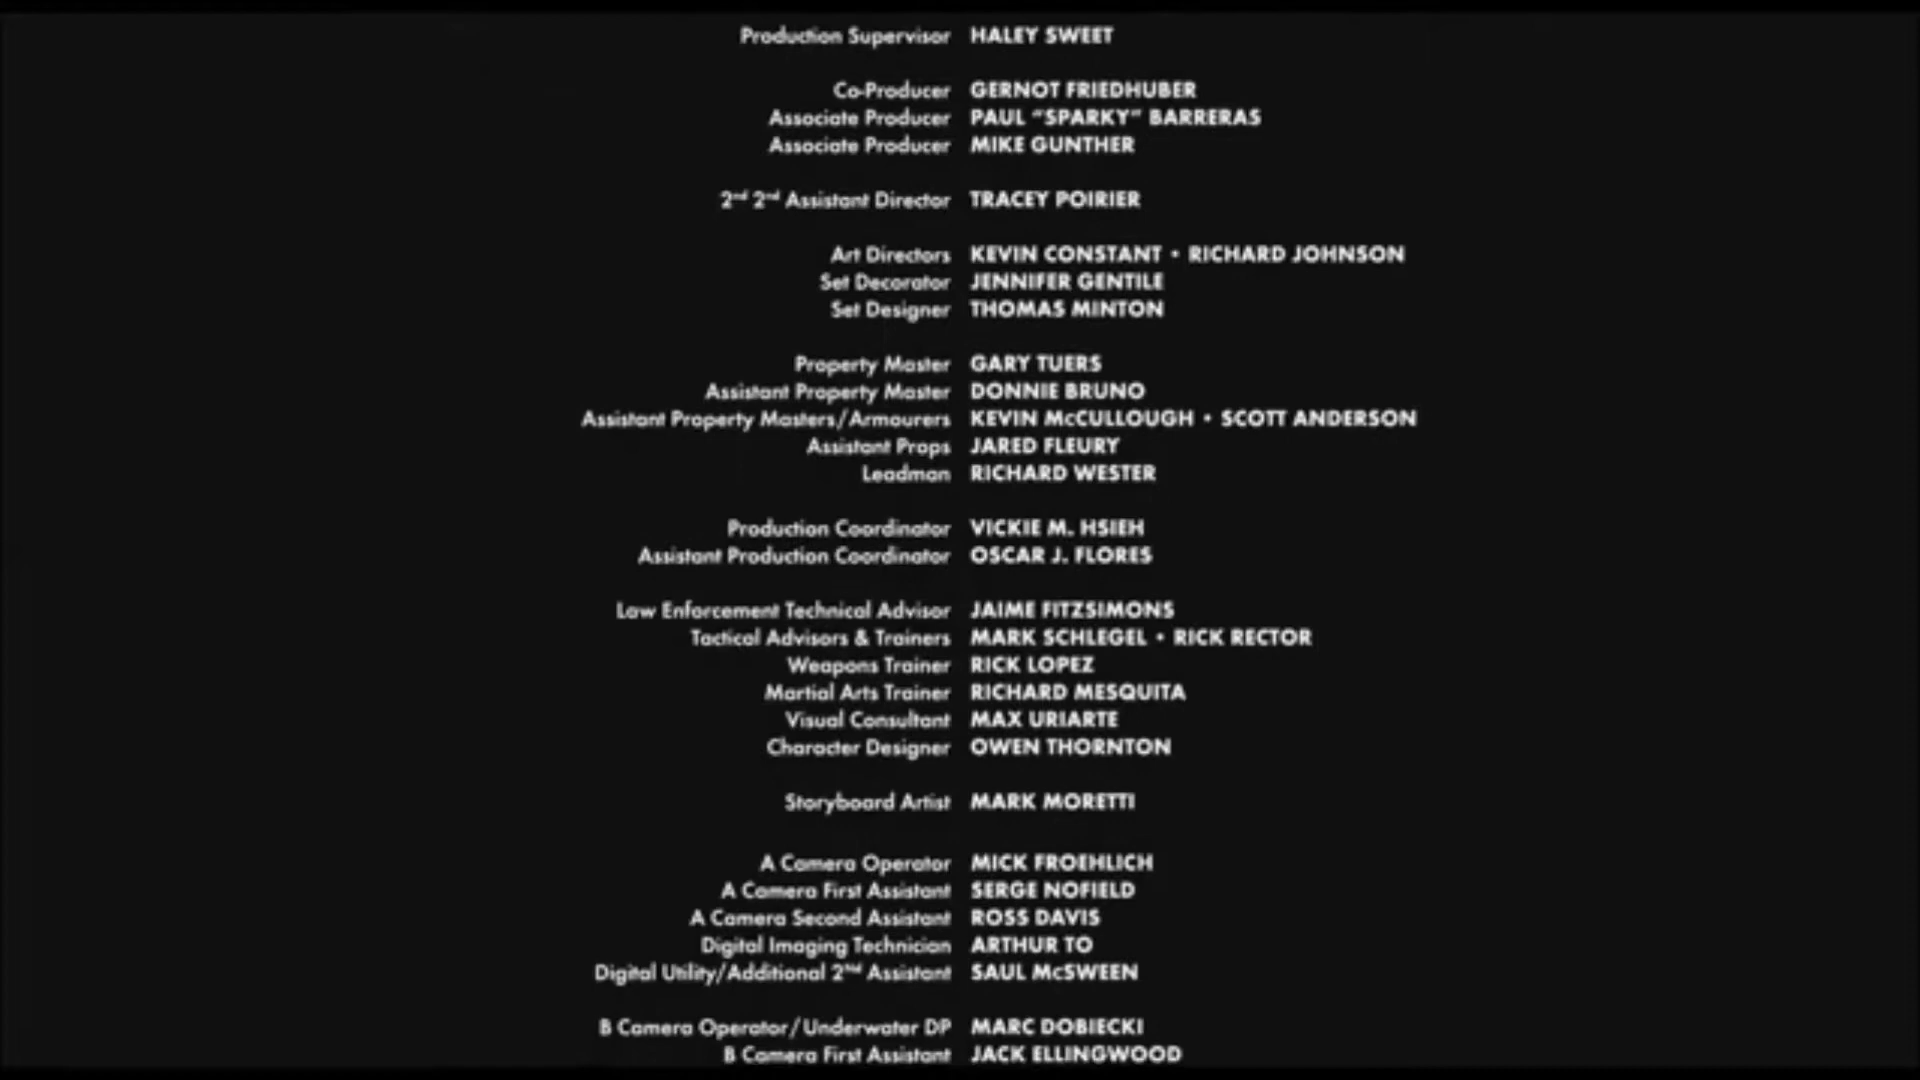 Production Supervisor HALEY SWEET
Co-Producer GERNOT FRIEDHUBER
Associate Producer PAUL “SPARKY” BARRERAS
Associate Producer MIKE GUNTHER
2nd 2nd Assistant Director TRACEY POIRIER
Art Directors KEVIN CONSTANT • RICHARD JOHNSON
Set Decorator JENNIFER GENTILE
Set Designer THOMAS MINTON
Property Master GARY TUERS
Assistant Property Master DONNIE BRUNO
Assistant Property Masters/Armourers KEVIN McCULLOUGH • SCOTT ANDERSON
Assistant Props JARED FLEURY
Leadman RICHARD WESTER
Production Coordinator VICKIE M. HSIEH
Assistant Production Coordinator OSCAR J. FLORES
Law Enforcement Technical Advisor JAIME FITZSIMONS
Tactical Advisors & Trainers MARK SCHLEGEL • RICK RECTOR
Weapons Trainer RICK LOPEZ
Martial Arts Trainer RICHARD MESQUITA
Visual Consultant MAX URIARTE
Character Designer OWEN THORNTON
Storyboard Artist MARK MORETTI
A Camera Operator MICK FROEHLICH
A Camera First Assistant SERGE NOFIELD
A Camera Second Assistant ROSS DAVIS
Digital Imaging Technician ARTHUR TO
Digital Utility/Additional 2nd Assistant SAUL McSWEEN
B Camera Operator/Underwater DP MARC DOBIECKI
B Camera First Assistant JACK ELLINGWOOD